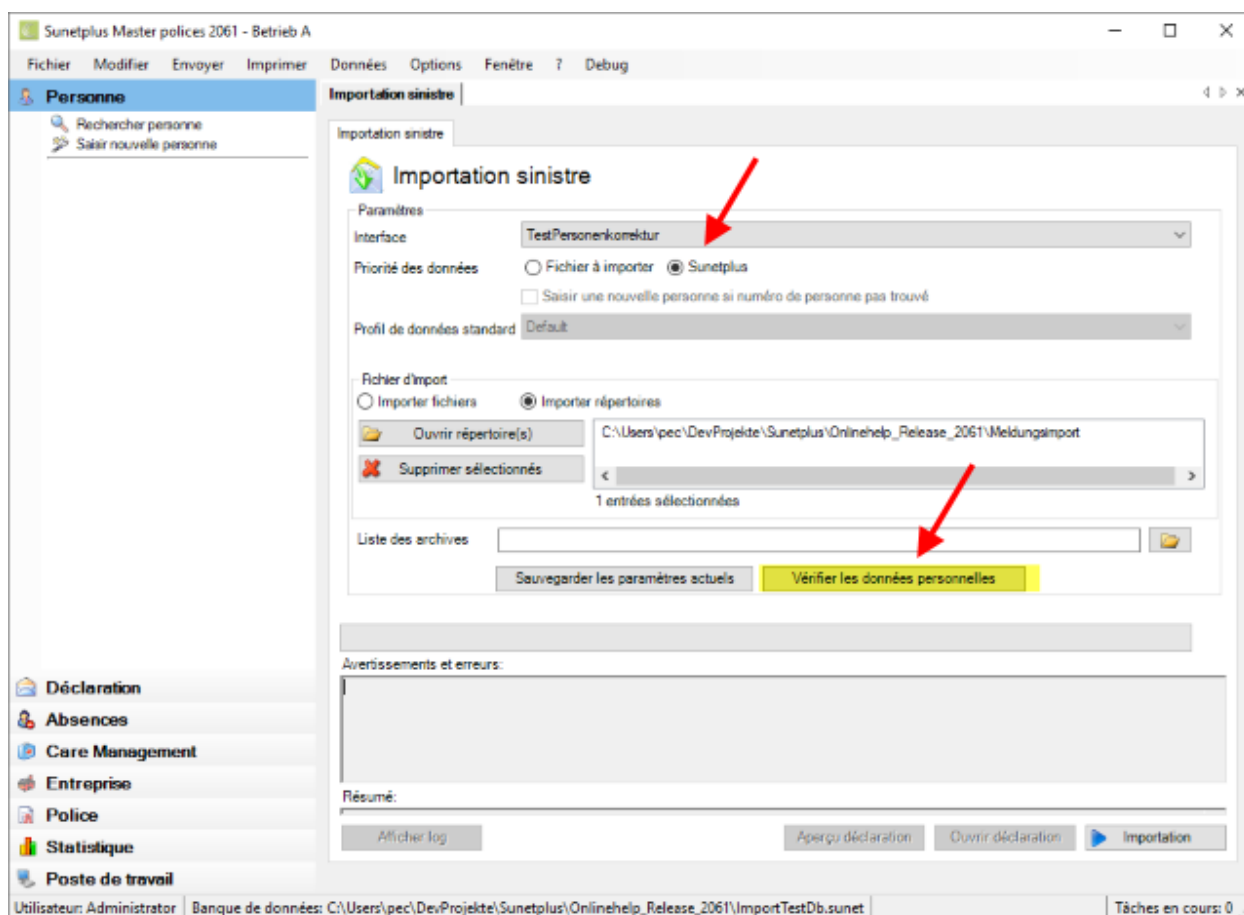 Sunetplus Master polices 2061 - Betrieb A
Fichier Modifier Envoyer Imprimer Données Options Fenêtre ? Debug
Personne
Rechercher personne
Saisir nouvelle personne
Importation sinistre
Importation sinistre
Importation sinistre
Paramètres
Interface TestPersonenkorrektur
Priorité des données Fichier à importer Sunetplus
Saisir une nouvelle personne si numéro de personne pas trouvé
Profil de données standard Default
Fichier d'import
Importer fichiers Importer répertoires
Ouvrir répertoire(s) C:\Users\pec\DevProjekte\Sunetplus\Onlinehelp_Release_2061\Meldungsimport
Supprimer sélectionnés
1 entrées sélectionnées
Liste des archives
Sauvegarder les paramètres actuels Vérifier les données personnelles
Avertissements et erreurs:
Déclaration
Absences
Care Management
Entreprise
Police
Statistique
Poste de travail
Résumé:
Afficher log Aperçu déclaration Ouvrir déclaration Importation
Utilisateur: Administrator Banque de données: C:\Users\pec\DevProjekte\Sunetplus\Onlinehelp_Release_2061\ImportTestDb.sunet Tâches en cours: 0